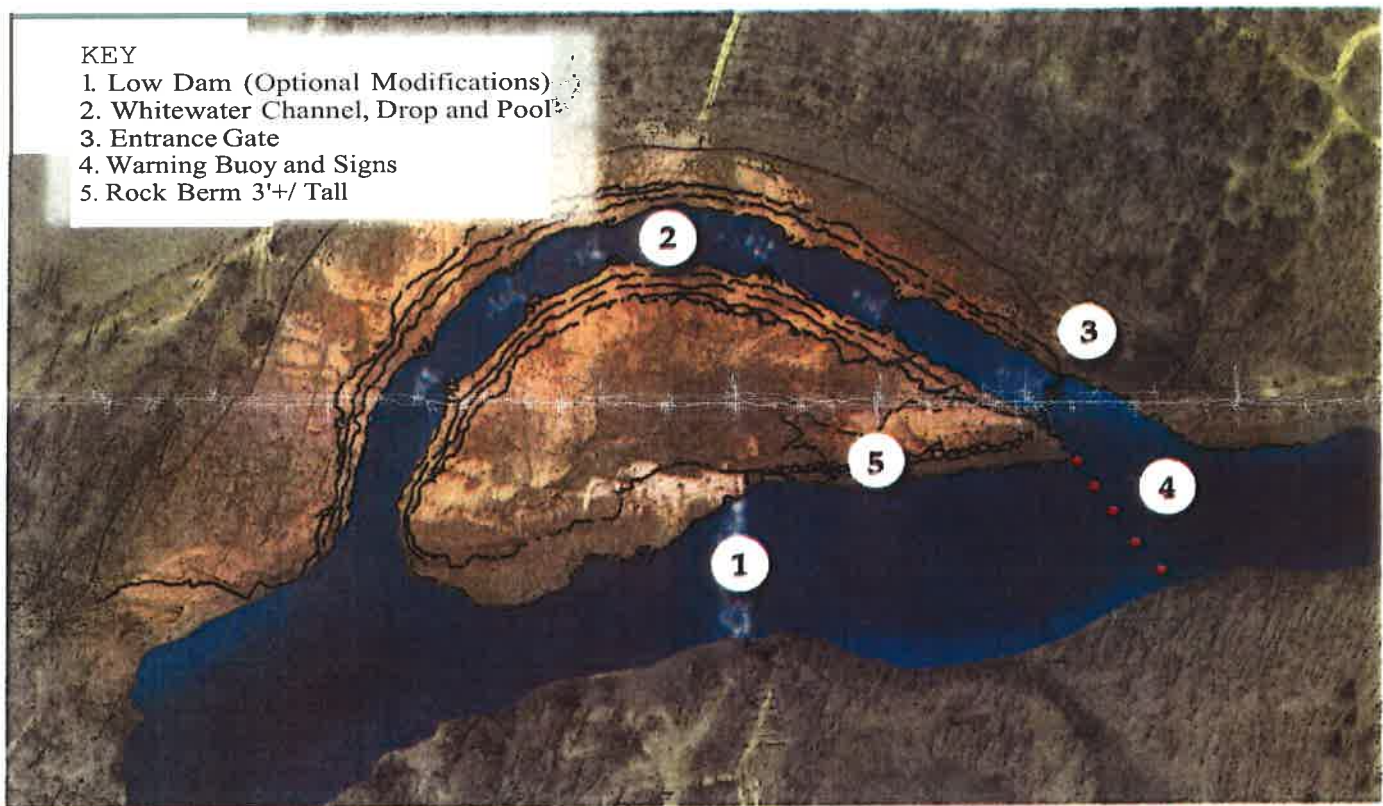 KEY
1. Low Dam (Optional Modifications)
2. Whitewater Channel, Drop and Pool
3. Entrance Gate
4. Warning Buoy and Signs
5. Rock Berm 3'+/ Tall
2
3
5
4
1